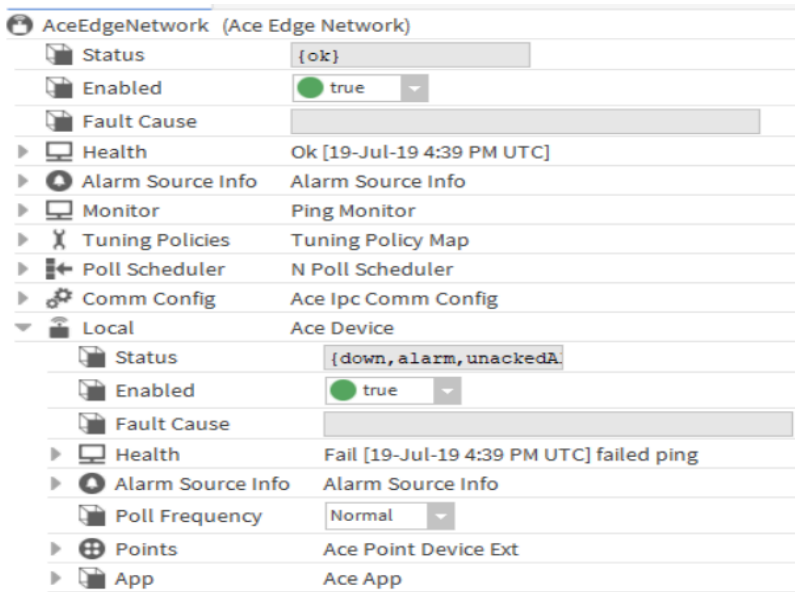 AceEdgeNetwork (Ace Edge Network)
Status {ok}
Enabled true
Fault Cause
Health Ok [19-Jul-19 4:39 PM UTC]
Alarm Source Info Alarm Source Info
Monitor Ping Monitor
Tuning Policies Tuning Policy Map
Poll Scheduler N Poll Scheduler
Comm Config Ace Ipc Comm Config
Local Ace Device
Status {down,alarm,unackedA
Enabled true
Fault Cause
Health Fail [19-Jul-19 4:39 PM UTC] failed ping
Alarm Source Info Alarm Source Info
Poll Frequency Normal
Points Ace Point Device Ext
App Ace App